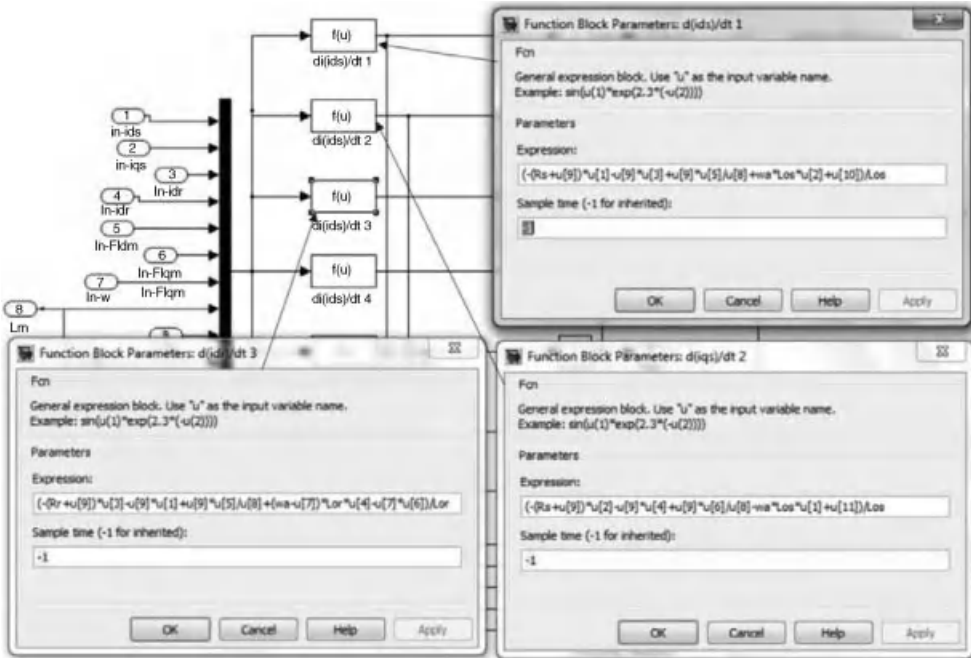 f(u)
di(ids)/dt 1
f(u)
di(ids)/dt 2
f(u)
di(ids)/dt 3
f(u)
di(ids)/dt 4
1
in-ids
2
in-iqs
3
In-idr
4
In-idr
5
In-Fldm
6
In-Flqm
7
In-w
In-Flqm
8
Lm
9
Function Block Parameters: d(ids)/dt 1
Fcn
General expression block. Use "u" as the input variable name.
Example: sin(u(1)*exp(2.3*(-u(2))))
Parameters
Expression:
(-(Rs+u[9])*u[1]-u[9]*u[3]+u[9]*u[5]/u[8]+wa*Los*u[2]+u[10])/Los
Sample time (-1 for inherited):
-1
OK Cancel Help Apply
Function Block Parameters: d(idr)/dt 3
Fcn
General expression block. Use "u" as the input variable name.
Example: sin(u(1)*exp(2.3*(-u(2))))
Parameters
Expression:
(-(Rr+u[9])*u[3]-u[9]*u[1]+u[9]*u[5]/u[8]+(wa-u[7])*Lor*u[4]-u[7]*u[6])/Lor
Sample time (-1 for inherited):
-1
OK Cancel Help Apply
Function Block Parameters: d(iqs)/dt 2
Fcn
General expression block. Use "u" as the input variable name.
Example: sin(u(1)*exp(2.3*(-u(2))))
Parameters
Expression:
(-(Rs+u[9])*u[2]-u[9]*u[4]+u[9]*u[6]/u[8]-wa*Los*u[1]+u[11])/Los
Sample time (-1 for inherited):
-1
OK Cancel Help Apply